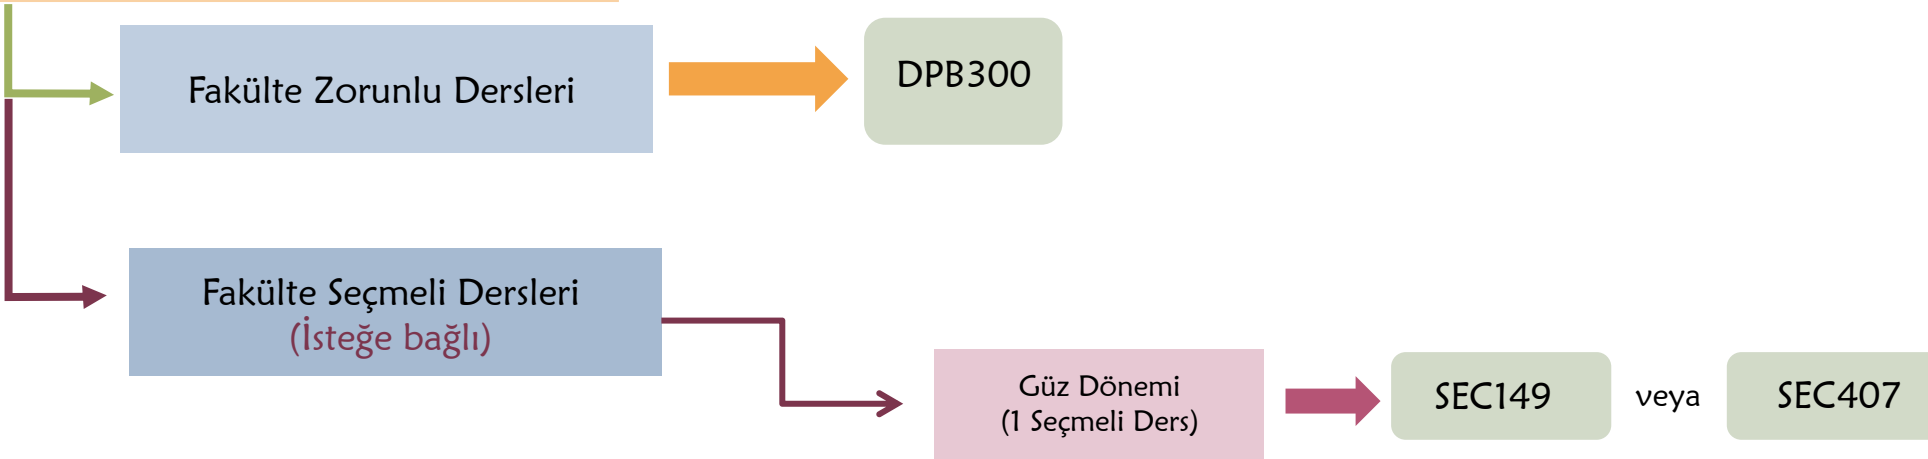 Fakülte Zorunlu Dersleri
DPB300
Fakülte Seçmeli Dersleri
(İsteğe bağlı)
Güz Dönemi
(1 Seçmeli Ders)
SEC149
veya
SEC407